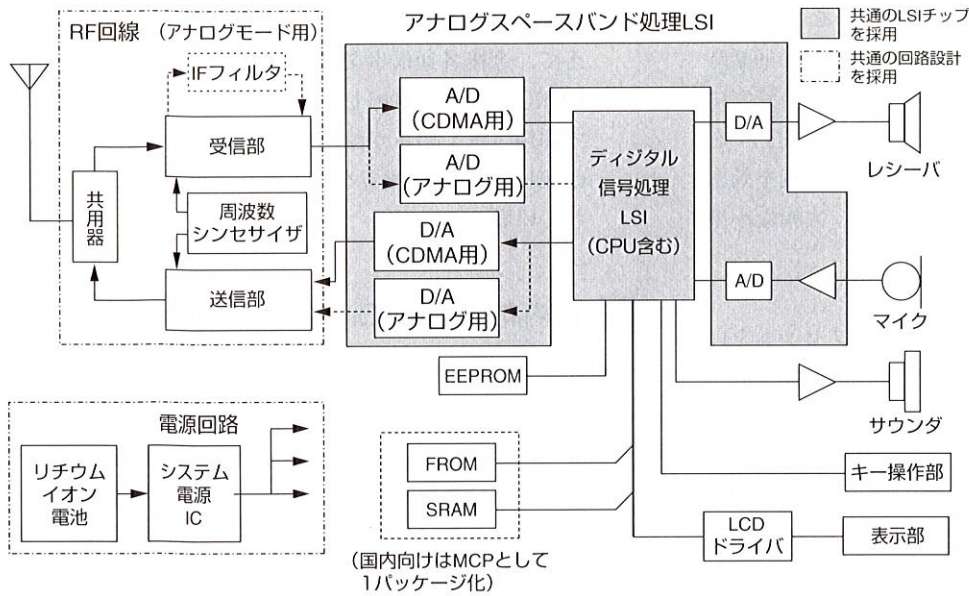 アナログスペースバンド処理LSI
共通のLSIチップ
を採用
共通の回路設計
を採用
RF回線 (アナログモード用)
IFフィルタ
受信部
共用器
周波数
シンセサイザ
送信部
A/D
(CDMA用)
A/D
(アナログ用)
D/A
(CDMA用)
D/A
(アナログ用)
ディジタル
信号処理
LSI
(CPU含む)
D/A
レシーバ
A/D
マイク
サウンダ
EEPROM
電源回路
リチウム
イオン
電池
システム
電源
IC
FROM
SRAM
(国内向けはMCPとして
1パッケージ化)
キー操作部
LCD
ドライバ
表示部